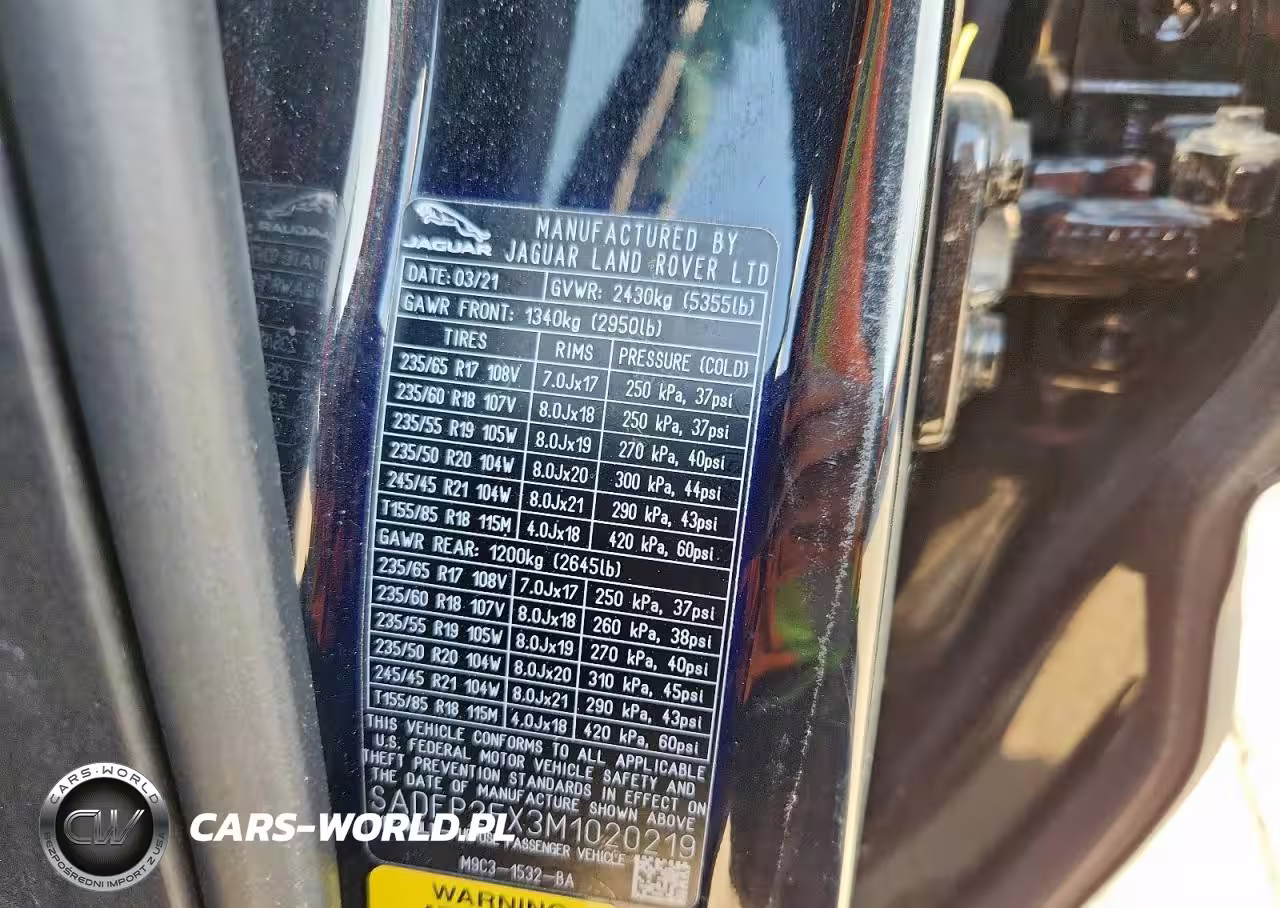 JAGUAR
MANUFACTURED BY
JAGUAR LAND ROVER LTD
DATE: 03/21 GVWR: 2430kg (5355lb)
GAWR FRONT: 1340kg (2950lb)
TIRES RIMS PRESSURE (COLD)
235/65 R17 108V 7.0Jx17 250 kPa, 37psi
235/60 R18 107V 8.0Jx18 250 kPa, 37psi
235/55 R19 105W 8.0Jx19 270 kPa, 40psi
235/50 R20 104W 8.0Jx20 300 kPa, 44psi
245/45 R21 104W 8.0Jx21 290 kPa, 43psi
T155/85 R18 115M 4.0Jx18 420 kPa, 60psi
GAWR REAR: 1200kg (2645lb)
235/65 R17 108V 7.0Jx17 250 kPa, 37psi
235/60 R18 107V 8.0Jx18 260 kPa, 38psi
235/55 R19 105W 8.0Jx19 270 kPa, 40psi
235/50 R20 104W 8.0Jx20 310 kPa, 45psi
245/45 R21 104W 8.0Jx21 290 kPa, 43psi
T155/85 R18 115M 4.0Jx18 420 kPa, 60psi
THIS VEHICLE CONFORMS TO ALL APPLICABLE
U.S. FEDERAL MOTOR VEHICLE SAFETY AND
THEFT PREVENTION STANDARDS IN EFFECT ON
THE DATE OF MANUFACTURE SHOWN ABOVE
X3M1020219
PASSENGER VEHICLE
M9C3-1532-BA
WARNING
CARS-WORLD
CW
BEZPOŚREDNI IMPORT Z USA
CARS-WORLD.PL